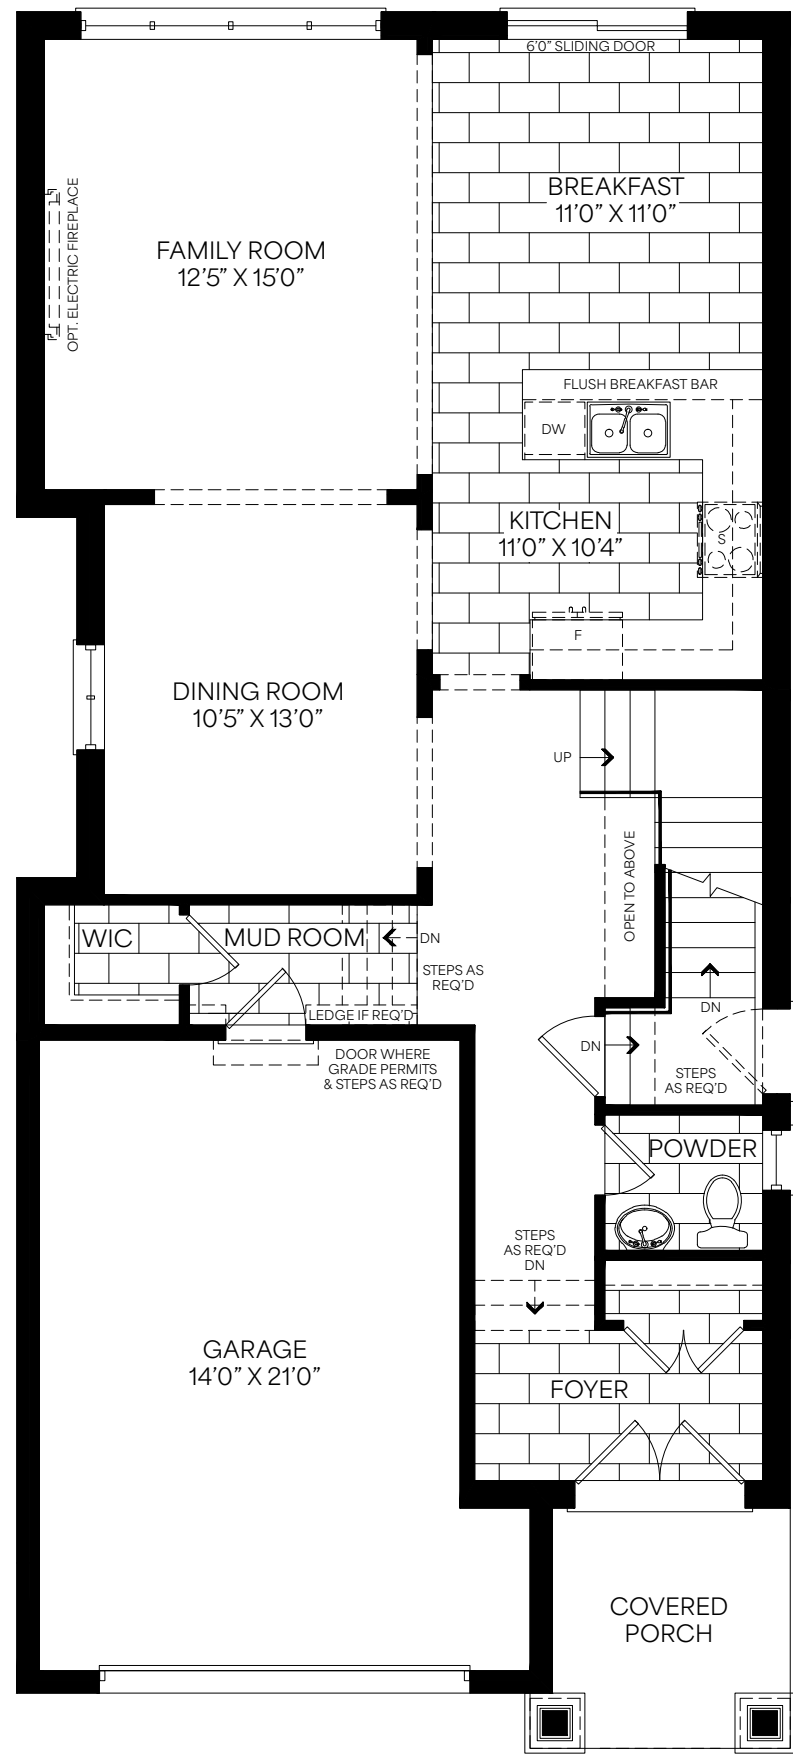 6'0” SLIDING DOOR
BREAKFAST
11'0” X 11'0”
FAMILY ROOM
12'5” X 15'0”
OPT. ELECTRIC FIREPLACE
FLUSH BREAKFAST BAR
DW
KITCHEN
11'0” X 10'4”
S
F
DINING ROOM
10'5” X 13'0”
UP
OPEN TO ABOVE
WIC
MUD ROOM
DN
STEPS AS
REQ'D
LEDGE IF REQ'D
DN
DN
STEPS
AS REQ'D
DOOR WHERE
GRADE PERMITS
& STEPS AS REQ'D
POWDER
STEPS
AS REQ'D
DN
GARAGE
14'0” X 21'0”
FOYER
COVERED
PORCH